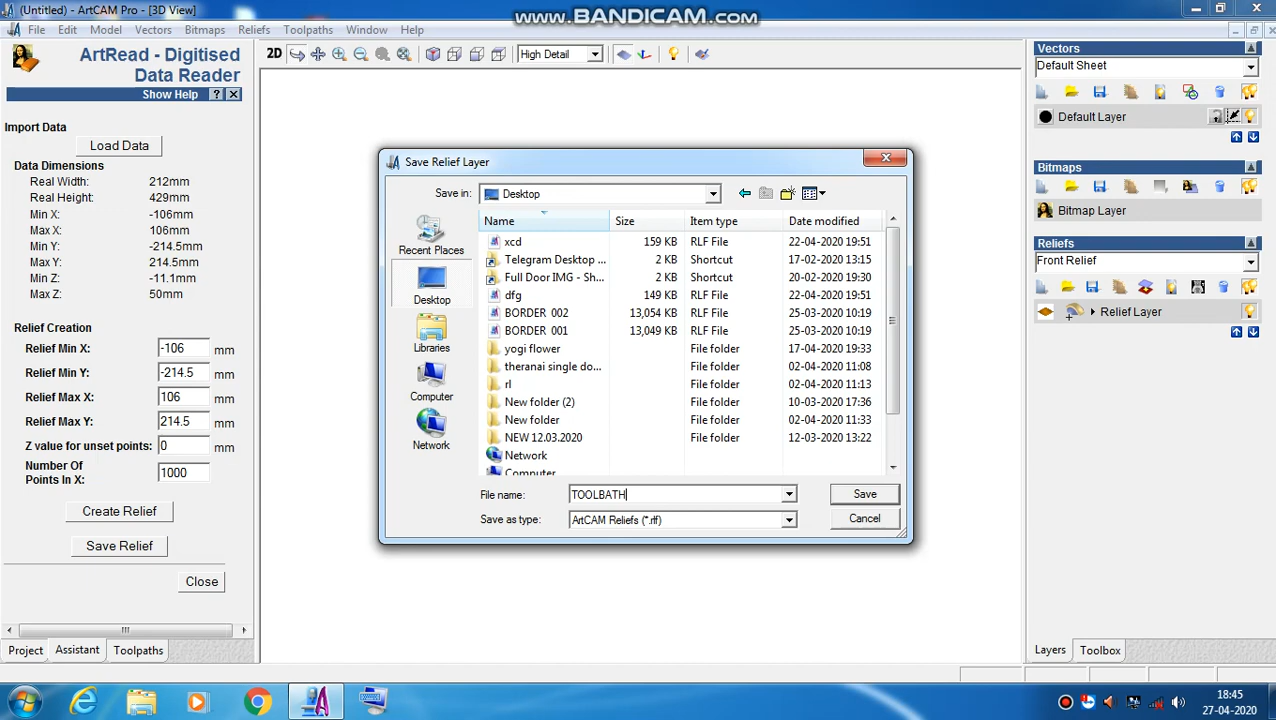 (Untitled) - ArtCAM Pro - [3D View]
www.BANDICAM.com
File Edit Model Vectors Bitmaps Reliefs Toolpaths Window Help
ArtRead - Digitised
Data Reader
Show Help ?
2D
High Detail
Import Data
Load Data
Data Dimensions
Real Width: 212mm
Real Height: 429mm
Min X: -106mm
Max X: 106mm
Min Y: -214.5mm
Max Y: 214.5mm
Min Z: -11.1mm
Max Z: 50mm
Relief Creation
Relief Min X: -106 mm
Relief Min Y: -214.5 mm
Relief Max X: 106 mm
Relief Max Y: 214.5 mm
Z value for unset points: 0 mm
Number Of
Points In X: 1000
Create Relief
Save Relief
Close
Project Assistant Toolpaths
Save Relief Layer
Save in: Desktop
Recent Places
Desktop
Libraries
Computer
Network
Name Size Item type Date modified
xcd 159 KB RLF File 22-04-2020 19:51
Telegram Desktop ... 2 KB Shortcut 17-02-2020 13:15
Full Door IMG - Sh... 2 KB Shortcut 20-02-2020 19:30
dfg 149 KB RLF File 22-04-2020 19:51
BORDER 002 13,054 KB RLF File 25-03-2020 10:19
BORDER 001 13,049 KB RLF File 25-03-2020 10:19
yogi flower File folder 17-04-2020 19:33
theranai single do... File folder 02-04-2020 11:08
rl File folder 02-04-2020 11:13
New folder (2) File folder 10-03-2020 17:36
New folder File folder 02-04-2020 11:33
NEW 12.03.2020 File folder 12-03-2020 13:22
Network
Computer
File name: TOOLBATH
Save
Save as type: ArtCAM Reliefs (*.rlf)
Cancel
Vectors
Default Sheet
Default Layer
Bitmaps
Bitmap Layer
Reliefs
Front Relief
Relief Layer
Layers Toolbox
18:45
27-04-2020